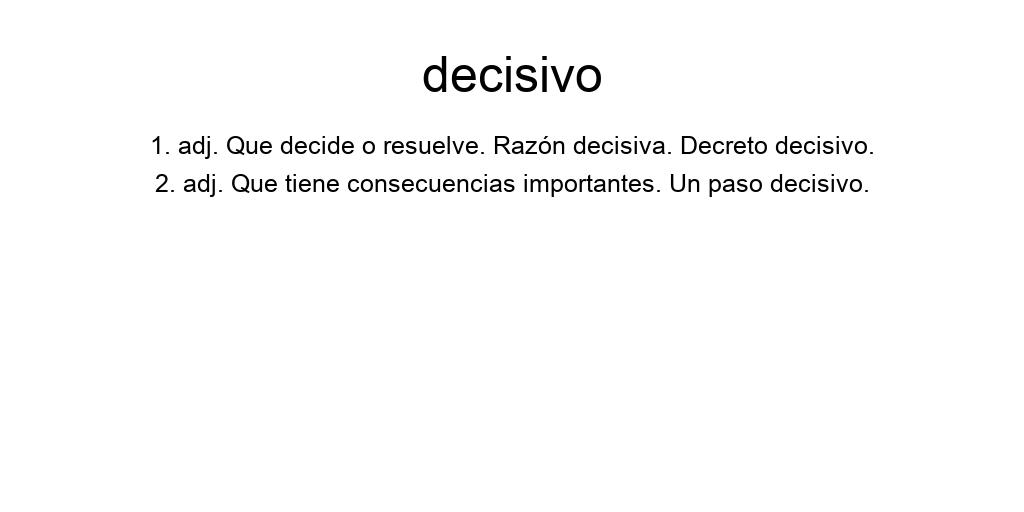 decisivo
1. adj. Que decide o resuelve. Razón decisiva. Decreto decisivo.
2. adj. Que tiene consecuencias importantes. Un paso decisivo.